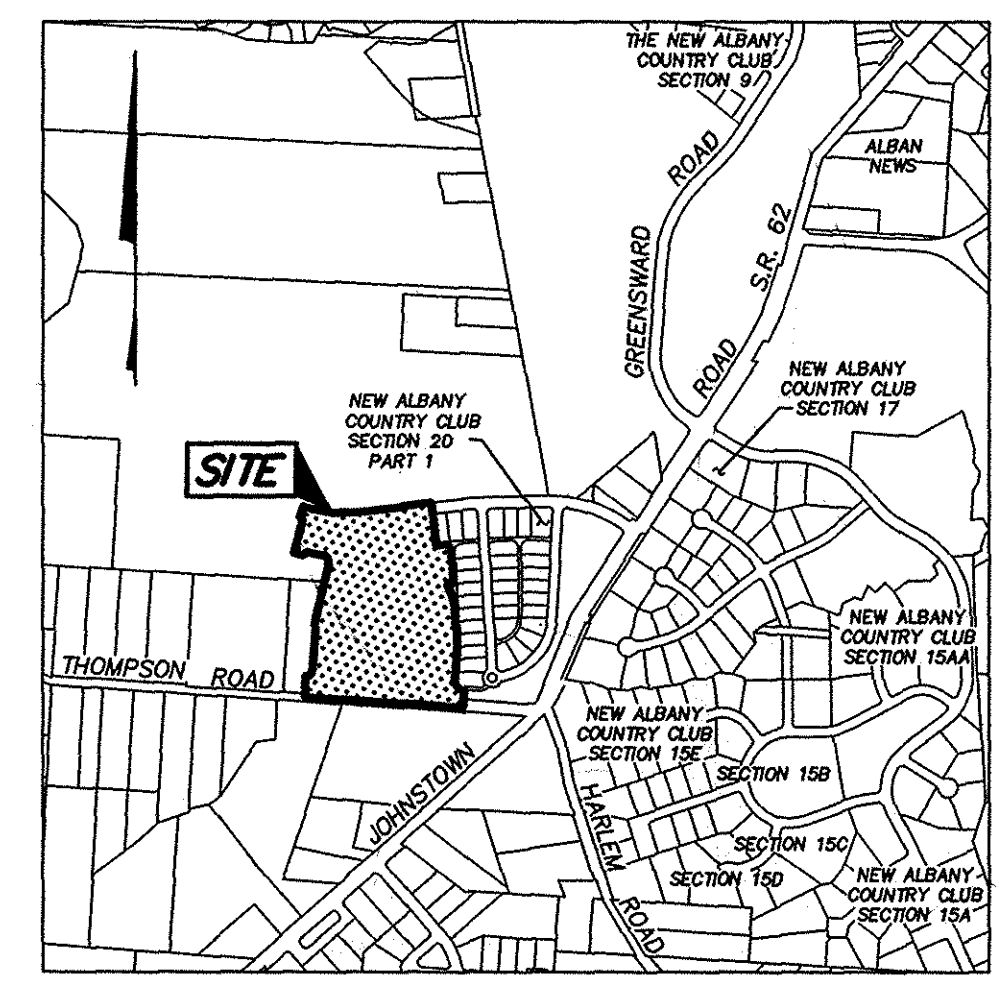 THE NEW ALBANY
COUNTRY CLUB
SECTION 9
ROAD
ALBAN
NEWS
GREENSWARD
S.R. 62
ROAD
NEW ALBANY
COUNTRY CLUB
SECTION 17
NEW ALBANY
COUNTRY CLUB
SECTION 20
PART 1
SITE
NEW ALBANY
COUNTRY CLUB
SECTION 15AA
THOMPSON ROAD
NEW ALBANY
COUNTRY CLUB
SECTION 15E
SECTION 15B
JOHNSTOWN
HARLEM
ROAD
SECTION 15C
SECTION 15D
NEW ALBANY
COUNTRY CLUB
SECTION 15A